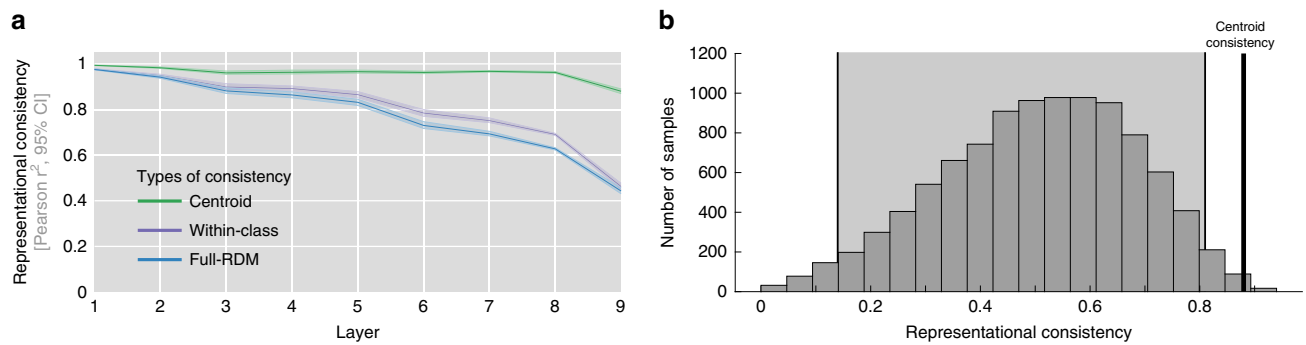 a
Representational consistency
[Pearson r², 95% CI]
1
0.8
0.6
0.4
0.2
0
Types of consistency
Centroid
Within-class
Full-RDM
1 2 3 4 5 6 7 8 9
Layer
b
Centroid
consistency
Number of samples
1200
1000
800
600
400
200
0
0 0.2 0.4 0.6 0.8
Representational consistency